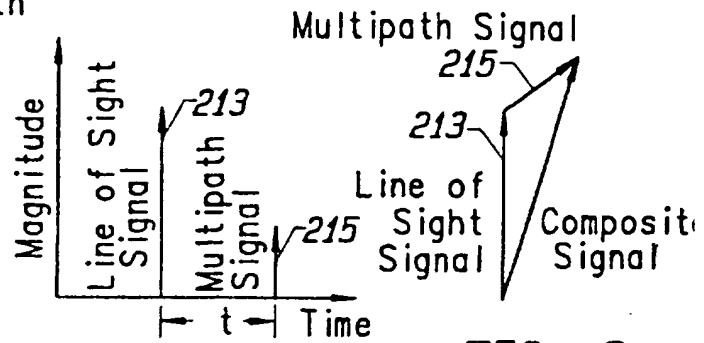 Multipath Signal
215
213
Line of Sight
Signal
Magnitude
Multipath
Signal
215
t
Time
213
Line of
Sight
Signal
Composit
Signal